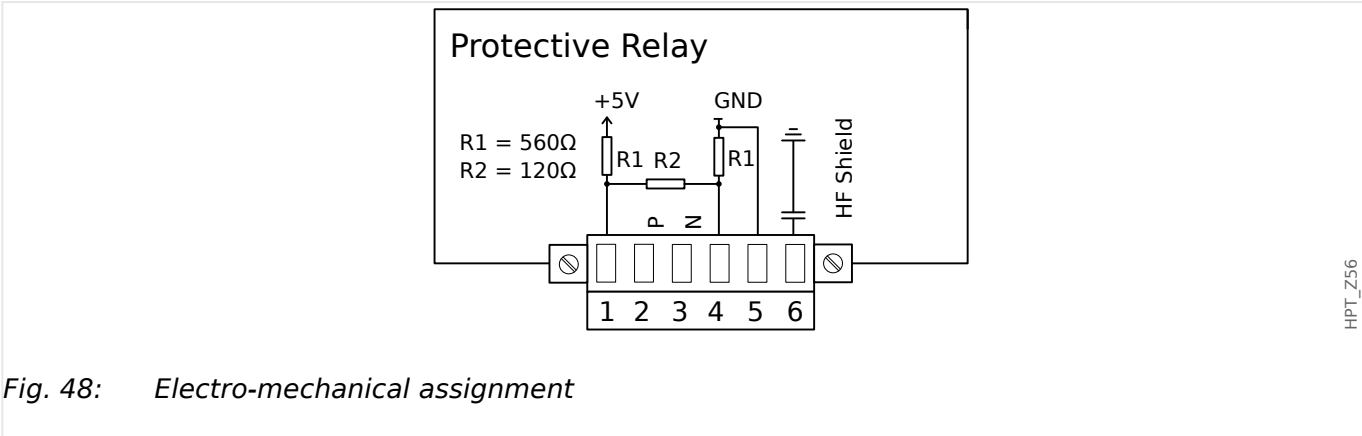 Protective Relay
+5V
GND
R1 = 560Ω
R2 = 120Ω
R1
R2
R1
HF Shield
P
N
1 2 3 4 5 6
HPT_Z56
Fig. 48: Electro-mechanical assignment